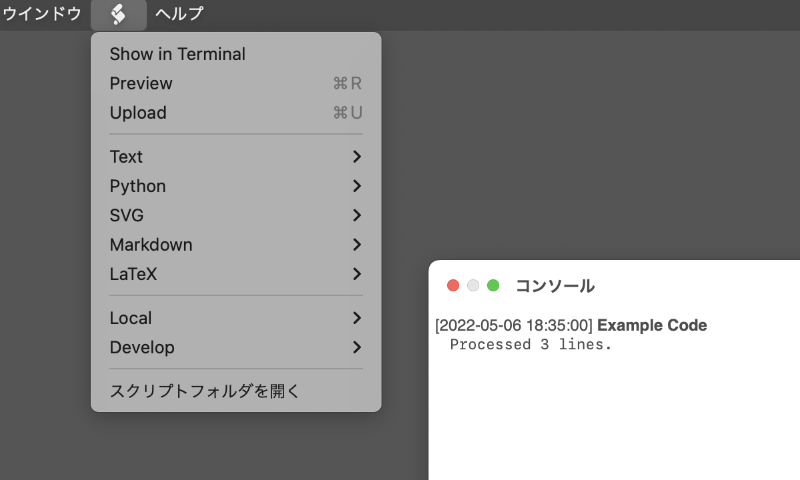 ウインドウ ヘルプ
Show in Terminal
Preview ⌘R
Upload ⌘U
Text
Python
SVG
Markdown
LaTeX
Local
Develop
スクリプトフォルダを開く
コンソール
[2022-05-06 18:35:00] Example Code
Processed 3 lines.